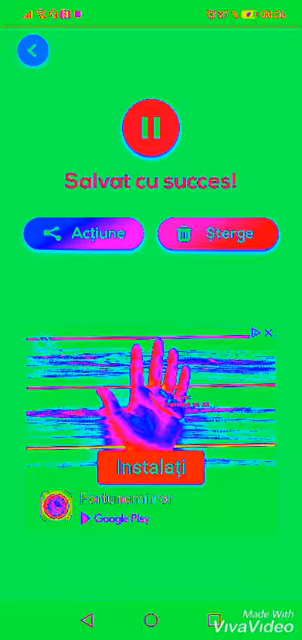 Salvat cu succes!
Acțiune
Șterge
Instalați
Google Play
Made With
VivaVideo